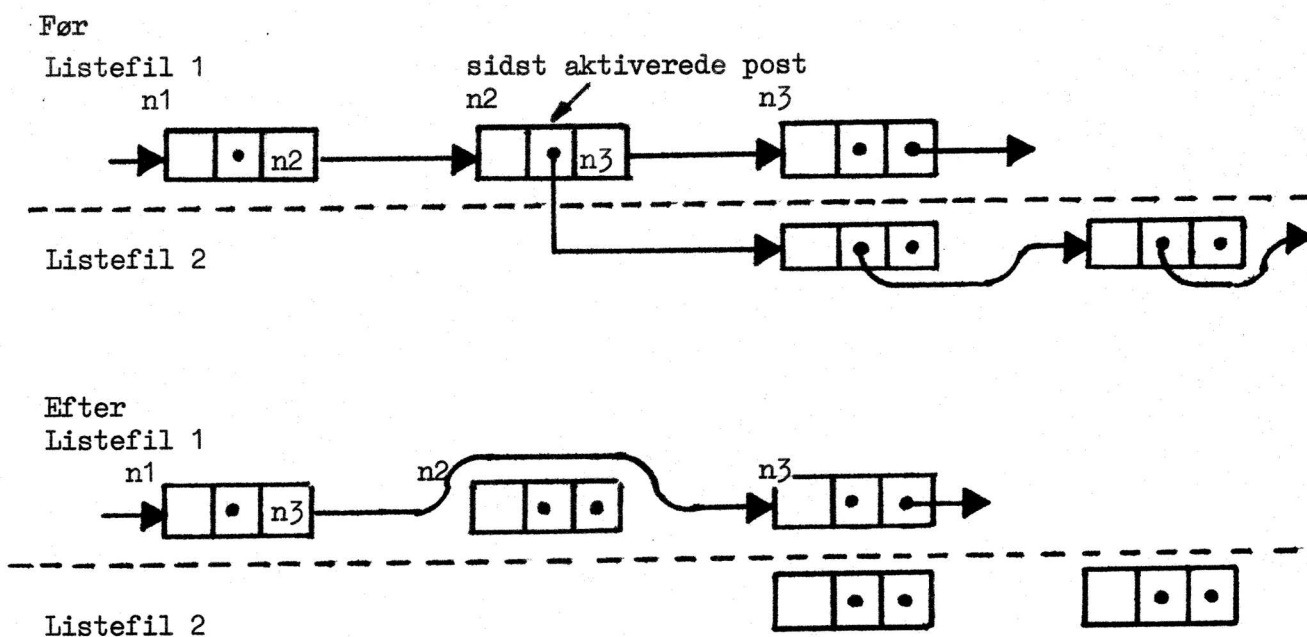 Før
Listefil 1
sidst aktiverede post
n1
n2
n3
n2
n3
Listefil 2
Efter
Listefil 1
n1
n2
n3
n3
Listefil 2